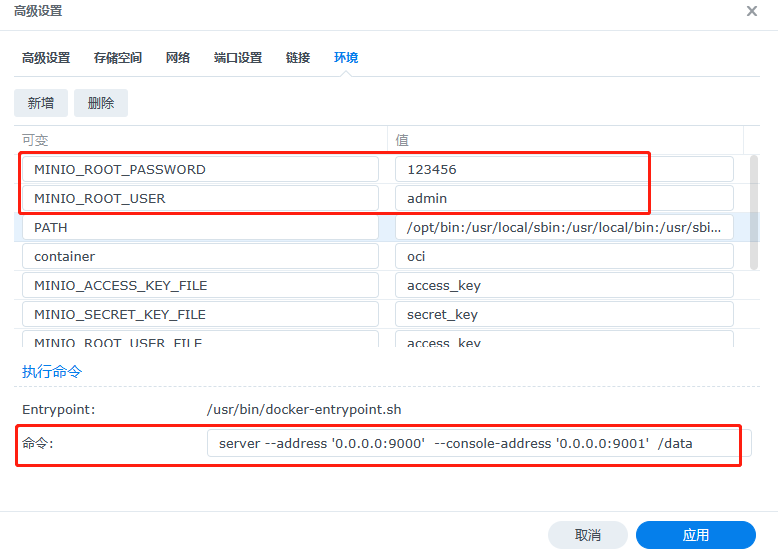 高级设置
高级设置 存储空间 网络 端口设置 链接 环境
新增 删除
可变 值
MINIO_ROOT_PASSWORD 123456
MINIO_ROOT_USER admin
PATH /opt/bin:/usr/local/sbin:/usr/local/bin:/usr/sbi...
container oci
MINIO_ACCESS_KEY_FILE access_key
MINIO_SECRET_KEY_FILE secret_key
MINIO_ROOT_USER_FILE access_key
执行命令
Entrypoint: /usr/bin/docker-entrypoint.sh
命令: server --address '0.0.0.0:9000' --console-address '0.0.0.0:9001' /data
取消 应用